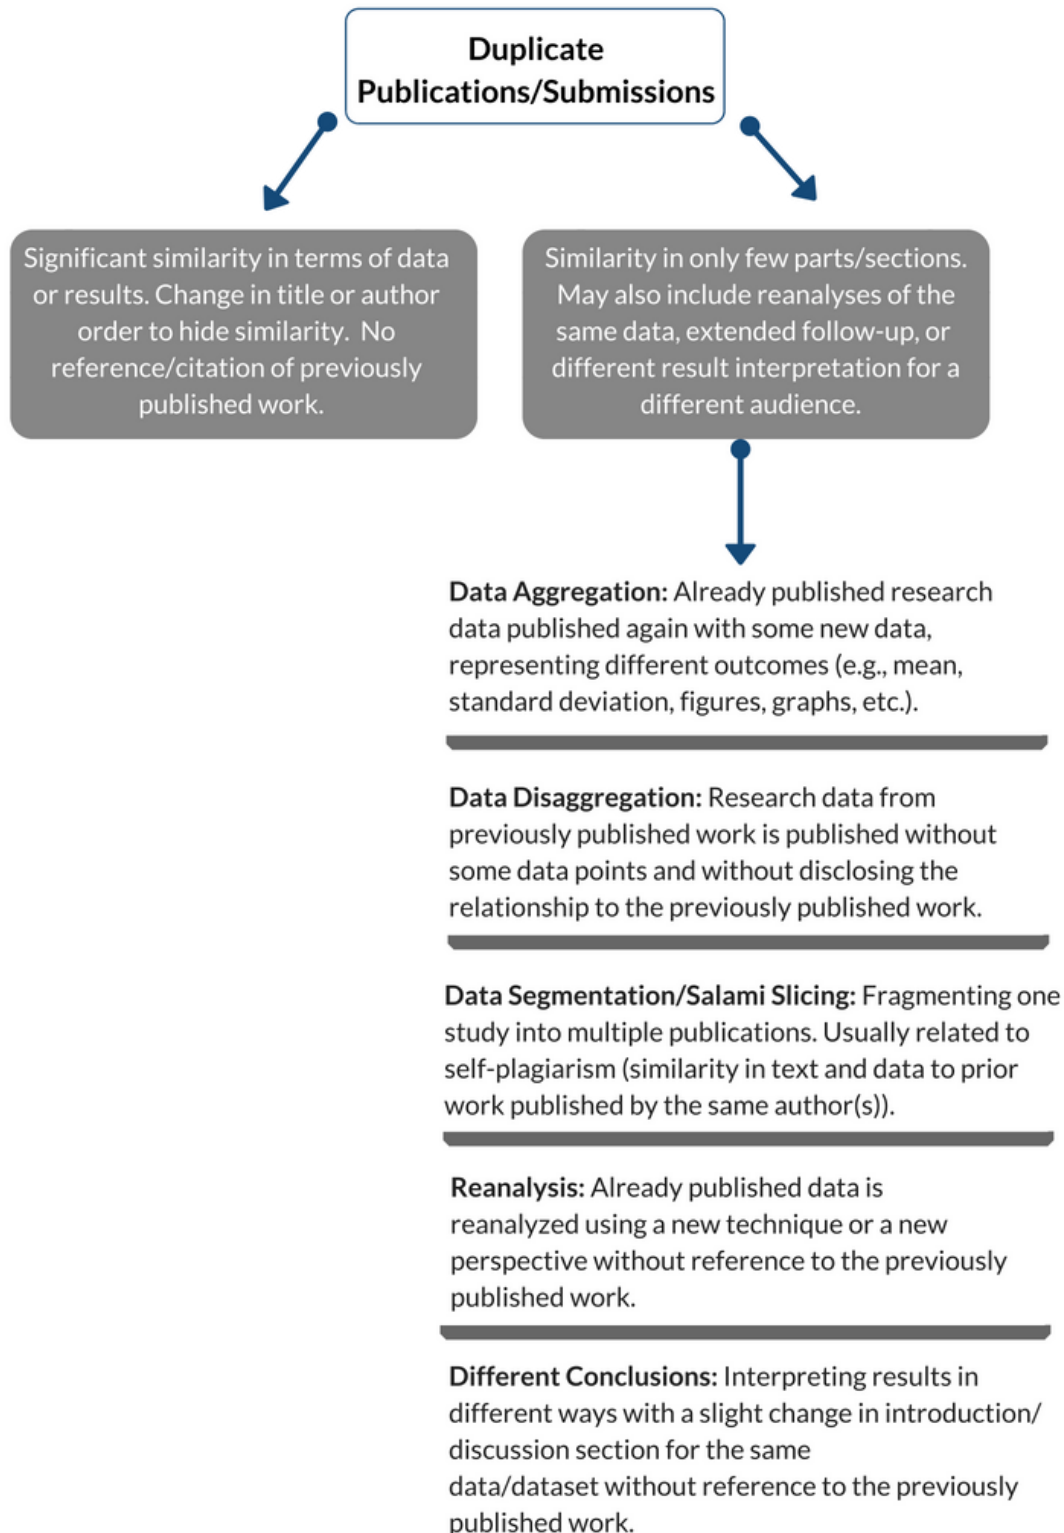 Duplicate
Publications/Submissions
Significant similarity in terms of data
or results. Change in title or author
order to hide similarity.  No
reference/citation of previously
published work.
Similarity in only few parts/sections.
May also include reanalyses of the
same data, extended follow-up, or
different result interpretation for a
different audience.
Data Aggregation: Already published research
data published again with some new data,
representing different outcomes (e.g., mean,
standard deviation, figures, graphs, etc.).
Data Disaggregation: Research data from
previously published work is published without
some data points and without disclosing the
relationship to the previously published work.
Data Segmentation/Salami Slicing: Fragmenting one
study into multiple publications. Usually related to
self-plagiarism (similarity in text and data to prior
work published by the same author(s)).
Reanalysis: Already published data is
reanalyzed using a new technique or a new
perspective without reference to the previously
published work.
Different Conclusions: Interpreting results in
different ways with a slight change in introduction/
discussion section for the same
data/dataset without reference to the previously
published work.